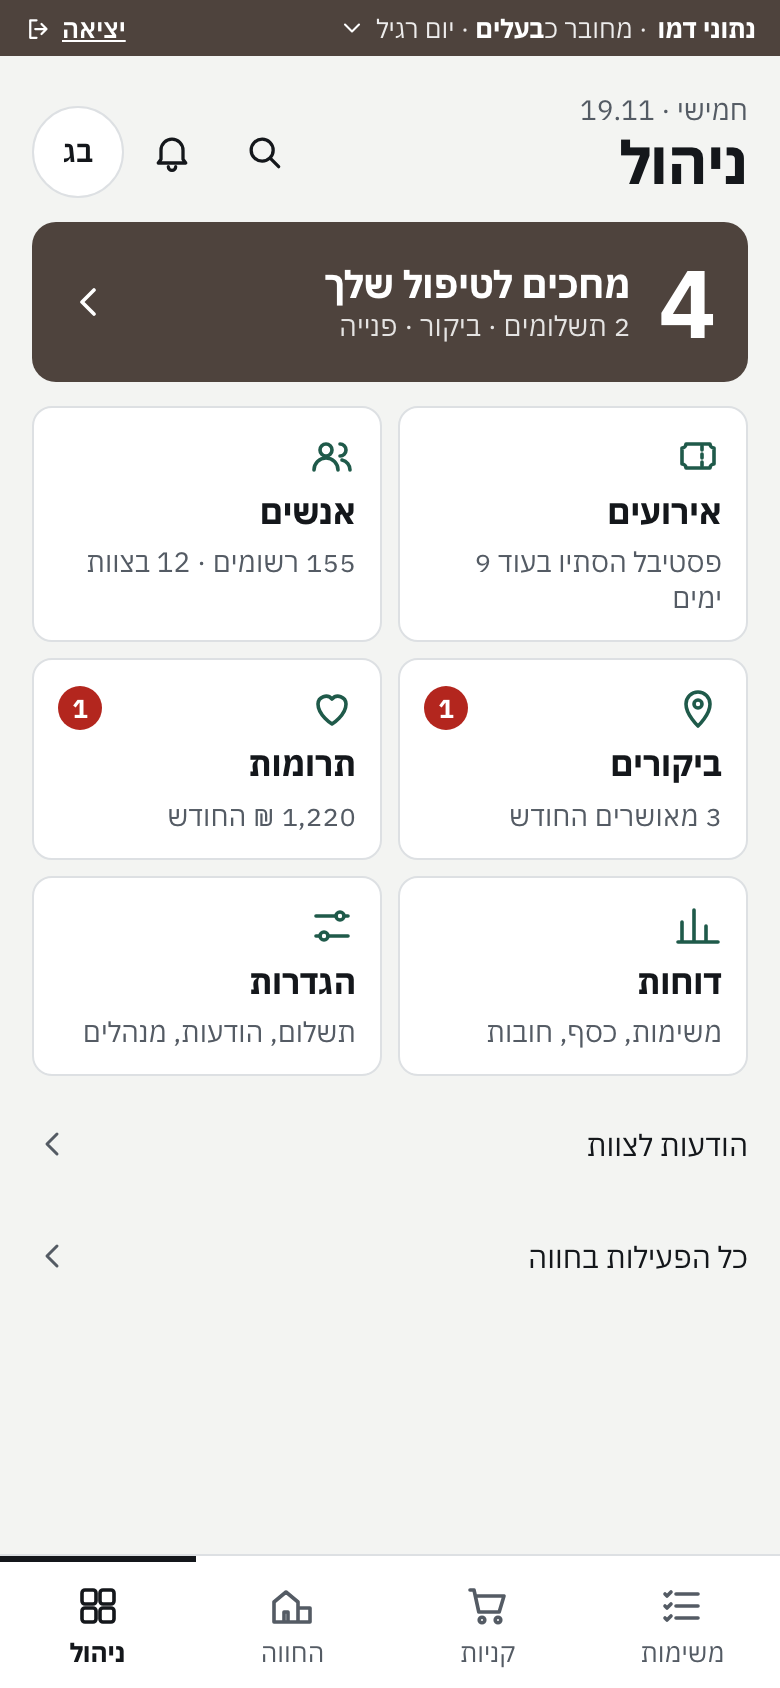 נתוני דמו · מחובר כבעלים · יום רגיל
יציאה
חמישי · 19.11
ניהול
בג
4
מחכים לטיפול שלך
2 תשלומים · ביקור · פנייה
אירועים
פסטיבל הסתיו בעוד 9
ימים
אנשים
155 רשומים · 12 בצוות
ביקורים
1
3 מאושרים החודש
תרומות
1
1,220 ₪ החודש
דוחות
משימות, כסף, חובות
הגדרות
תשלום, הודעות, מנהלים
הודעות לצוות
כל הפעילות בחווה
משימות
קניות
החווה
ניהול